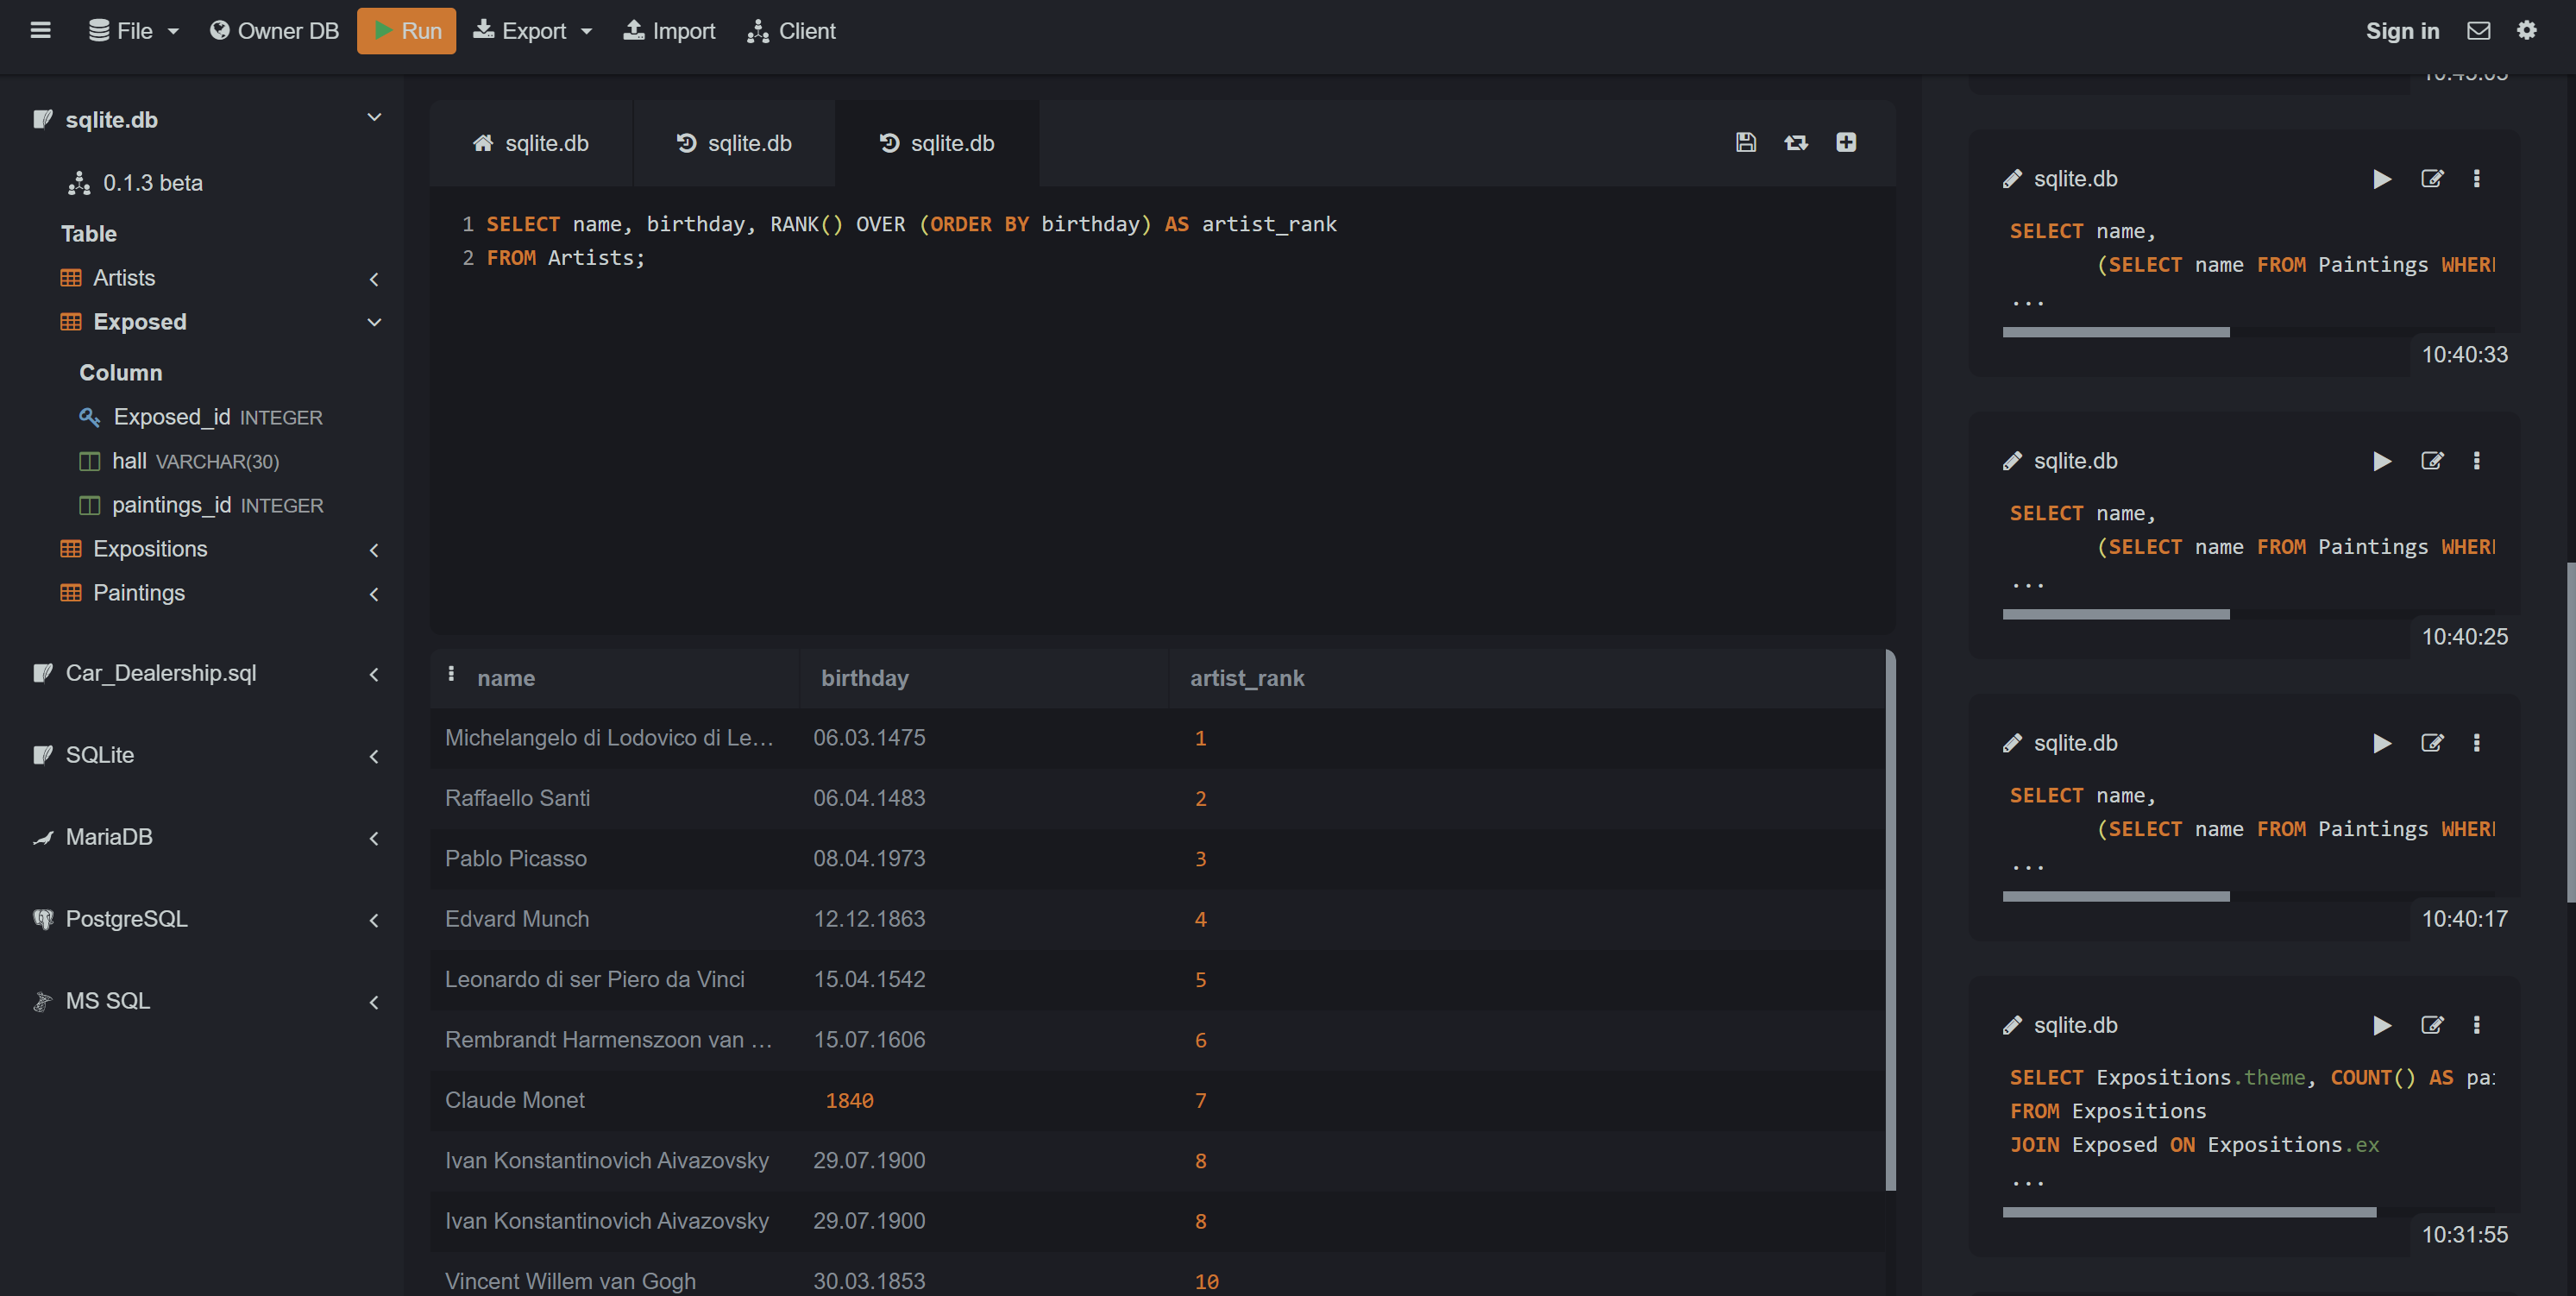 File Owner DB Run Export Import Client Sign in
sqlite.db
0.1.3 beta
Table
Artists
Exposed
Column
Exposed_id INTEGER
hall VARCHAR(30)
paintings_id INTEGER
Expositions
Paintings
Car_Dealership.sql
SQLite
MariaDB
PostgreSQL
MS SQL
sqlite.db sqlite.db sqlite.db
1 SELECT name, birthday, RANK() OVER (ORDER BY birthday) AS artist_rank
2 FROM Artists;
name birthday artist_rank
Michelangelo di Lodovico di Le... 06.03.1475 1
Raffaello Santi 06.04.1483 2
Pablo Picasso 08.04.1973 3
Edvard Munch 12.12.1863 4
Leonardo di ser Piero da Vinci 15.04.1542 5
Rembrandt Harmenszoon van ... 15.07.1606 6
Claude Monet 1840 7
Ivan Konstantinovich Aivazovsky 29.07.1900 8
Ivan Konstantinovich Aivazovsky 29.07.1900 8
Vincent Willem van Gogh 30.03.1853 10
sqlite.db
SELECT name,
(SELECT name FROM Paintings WHER
...
10:40:33
sqlite.db
SELECT name,
(SELECT name FROM Paintings WHER
...
10:40:25
sqlite.db
SELECT name,
(SELECT name FROM Paintings WHER
...
10:40:17
sqlite.db
SELECT Expositions.theme, COUNT() AS pa
FROM Expositions
JOIN Exposed ON Expositions.ex
...
10:31:55